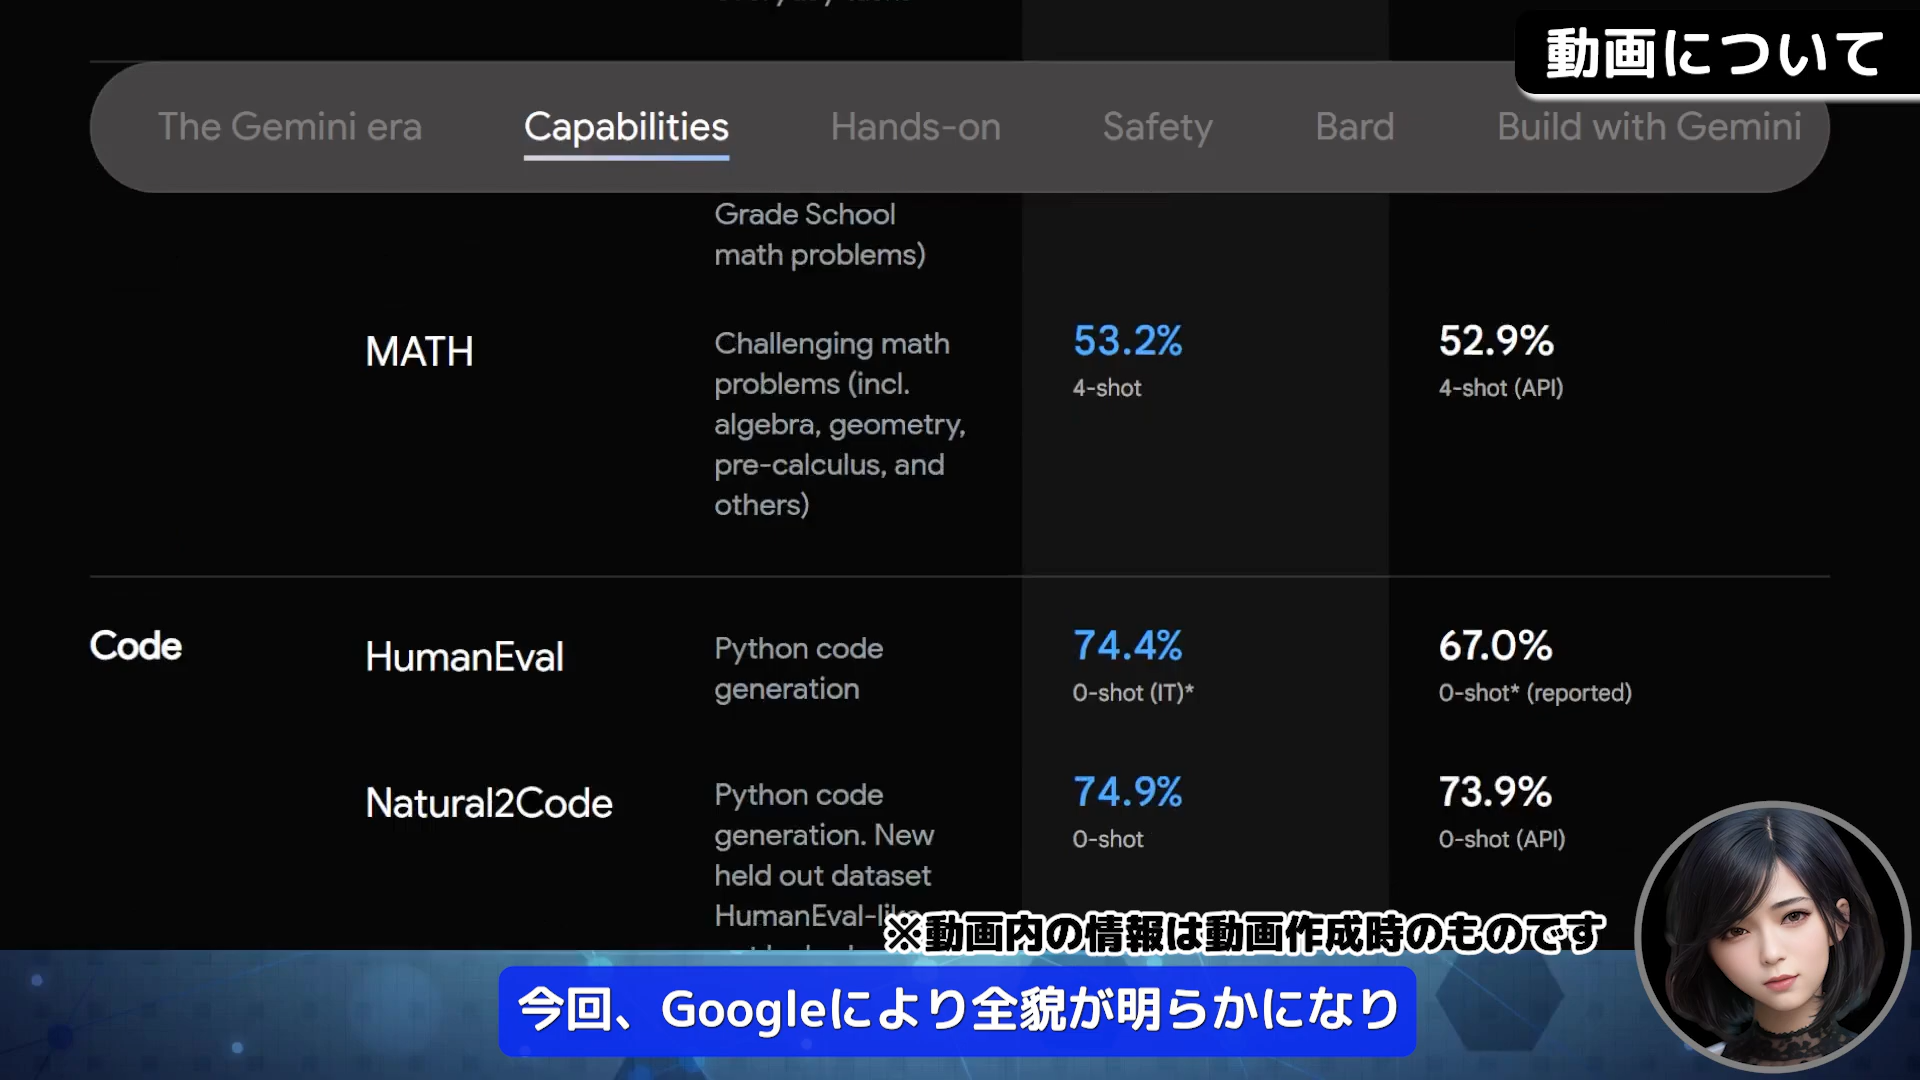 動画について
The Gemini era
Capabilities
Hands-on
Safety
Bard
Build with Gemini
Grade School
math problems)
MATH
Challenging math
problems (incl.
algebra, geometry,
pre-calculus, and
others)
53.2%
4-shot
52.9%
4-shot (API)
Code
HumanEval
Python code
generation
74.4%
0-shot (IT)*
67.0%
0-shot* (reported)
Natural2Code
Python code
generation. New
held out dataset
HumanEval-like
74.9%
0-shot
73.9%
0-shot (API)
※動画内の情報は動画作成時のものです
今回、Googleにより全貌が明らかになり